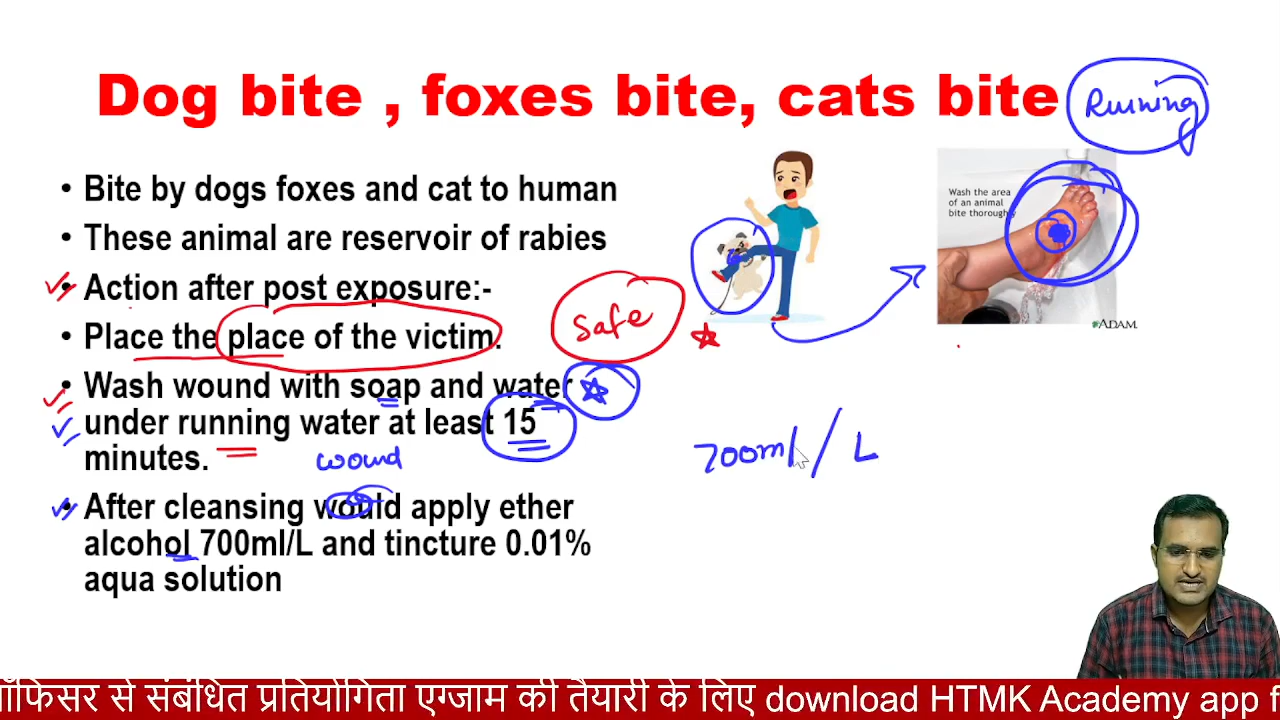 Dog bite , foxes bite, cats bite
Running
• Bite by dogs foxes and cat to human
• These animal are reservoir of rabies
• Action after post exposure:-
• Place the place of the victim.
Safe
• Wash wound with soap and water
under running water at least 15
minutes.
wound
• After cleansing would apply ether
alcohol 700ml/L and tincture 0.01%
aqua solution
Wash the area
of an animal
bite thoroughly
ADAM
700ml/L
ऑफिसर से संबंधित प्रतियोगिता एग्जाम की तैयारी के लिए download HTMK Academy app f